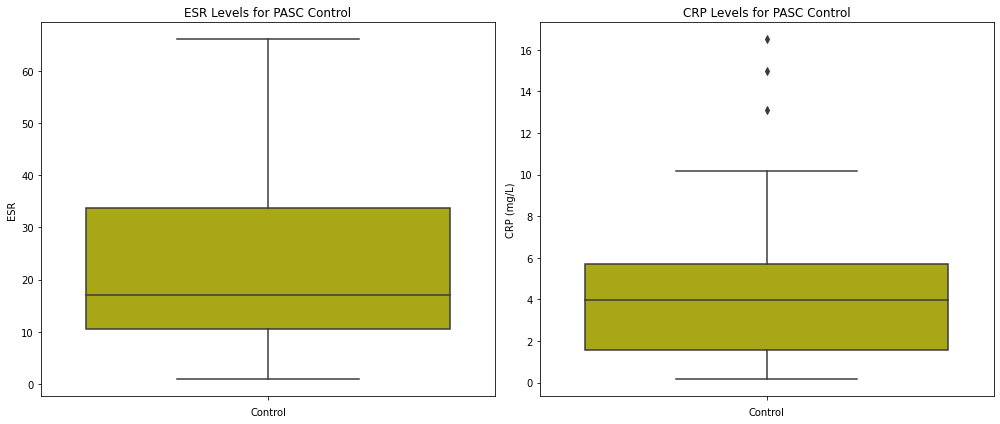 ESR Levels for PASC Control
ESR
60
50
40
30
20
10
0
Control
CRP Levels for PASC Control
CRP (mg/L)
16
14
12
10
8
6
4
2
0
Control